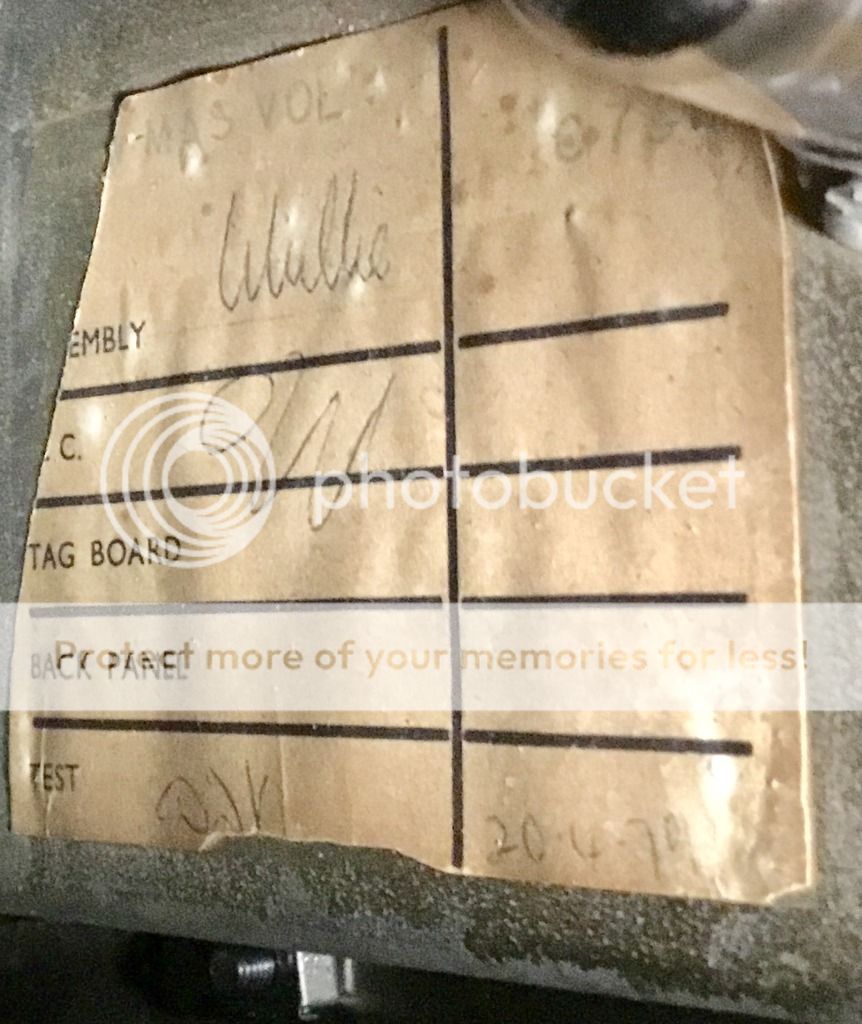 MAS VOL
Willie
EMBLY
. C.
photobucket
TAG BOARD
Protect more of your memories for less!
BACK PANEL
TEST
20-4-7